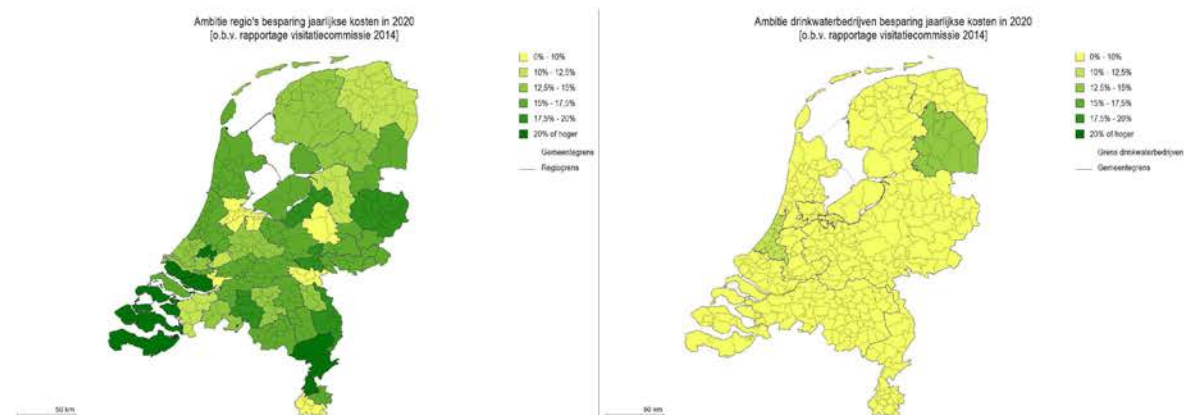 Ambitie regio's besparing jaarlijkse kosten in 2020
[o.b.v. rapportage visitatiecommissie 2014]
0% - 10%
10% - 12,5%
12,5% - 15%
15% - 17,5%
17,5% - 20%
20% of hoger
Gemeentegrens
Regiogrens
50 km
Ambitie drinkwaterbedrijven besparing jaarlijkse kosten in 2020
[o.b.v. rapportage visitatiecommissie 2014]
0% - 10%
10% - 12,5%
12,5% - 15%
15% - 17,5%
17,5% - 20%
20% of hoger
Grens drinkwaterbedrijven
Gemeentegrens
50 km